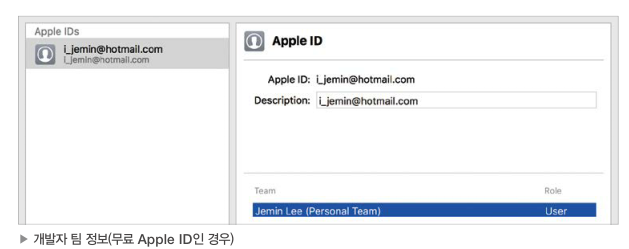 Apple IDs
i_jemin@hotmail.com
i_jemin@hotmail.com
Apple ID
Apple ID: i_jemin@hotmail.com
Description: i_jemin@hotmail.com
Team Role
Jemin Lee (Personal Team) User
▶ 개발자 팀 정보(무료 Apple ID인 경우)